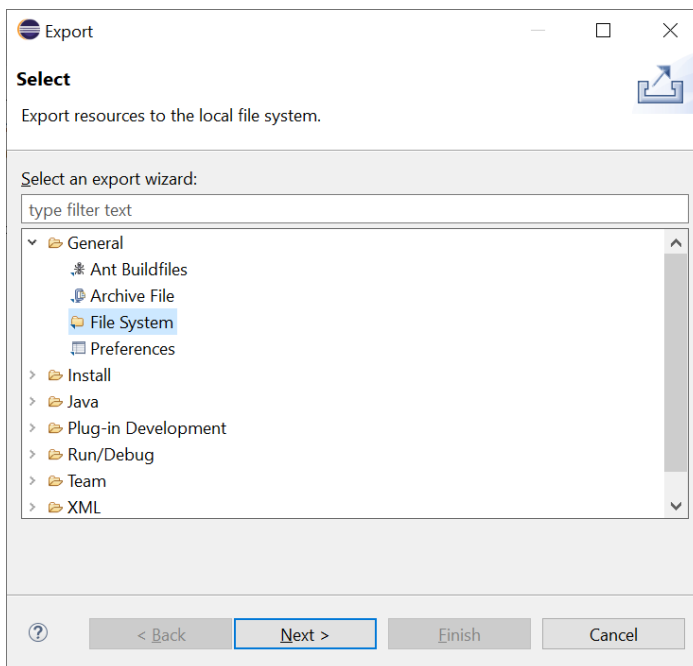 Export
Select
Export resources to the local file system.
Select an export wizard:
type filter text
General
Ant Buildfiles
Archive File
File System
Preferences
Install
Java
Plug-in Development
Run/Debug
Team
XML
? < Back Next > Finish Cancel